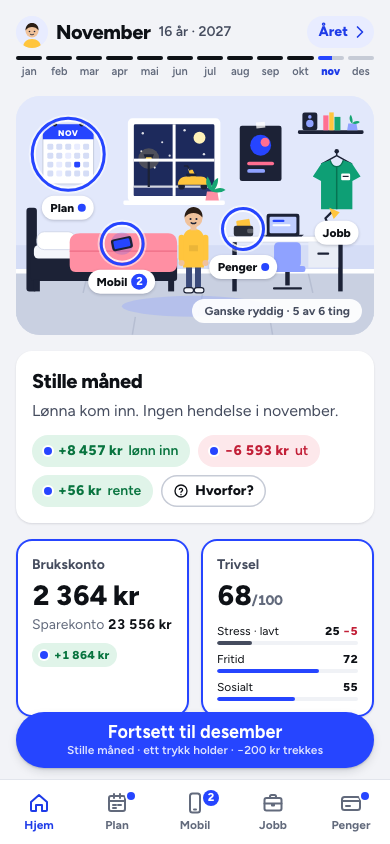 November 16 år · 2027 Året
jan feb mar apr mai jun jul aug sep okt nov des
NOV
Plan
Jobb
Mobil 2
Penger
Ganske ryddig · 5 av 6 ting
Stille måned
Lønna kom inn. Ingen hendelse i november.
+8 457 kr lønn inn
−6 593 kr ut
+56 kr rente
Hvorfor?
Brukskonto
2 364 kr
Sparekonto 23 556 kr
+1 864 kr
Trivsel
68/100
Stress · lavt 25 −5
Fritid 72
Sosialt 55
Fortsett til desember
Stille måned · ett trykk holder · −200 kr trekkes
2
Hjem Plan Mobil Jobb Penger